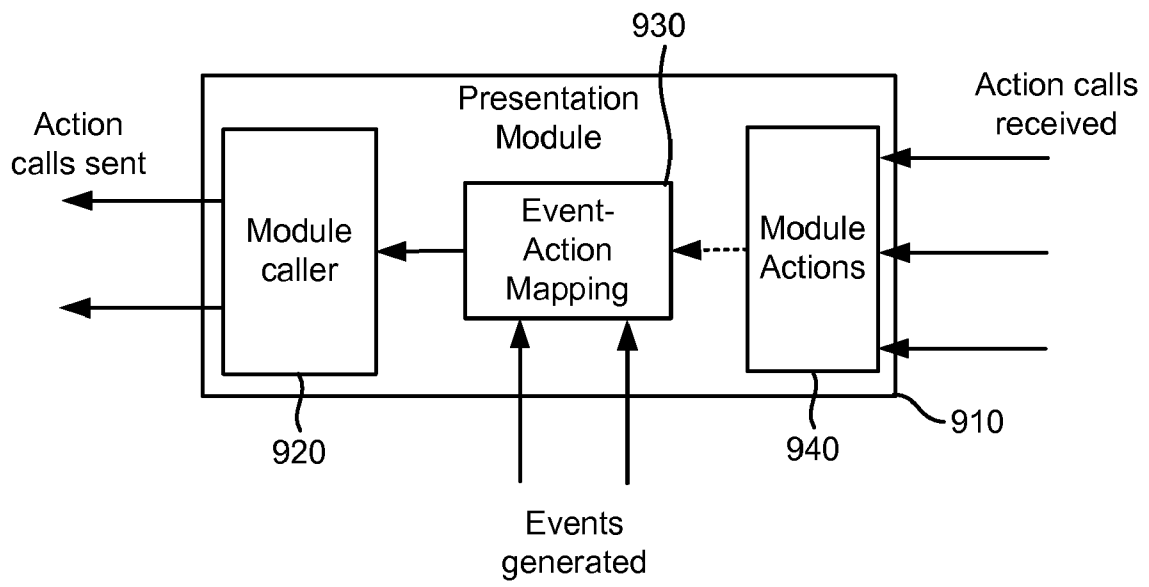 930
Presentation
Module
Action calls
received
Action
calls sent
Module
caller
Event-
Action
Mapping
Module
Actions
920
940
910
Events
generated